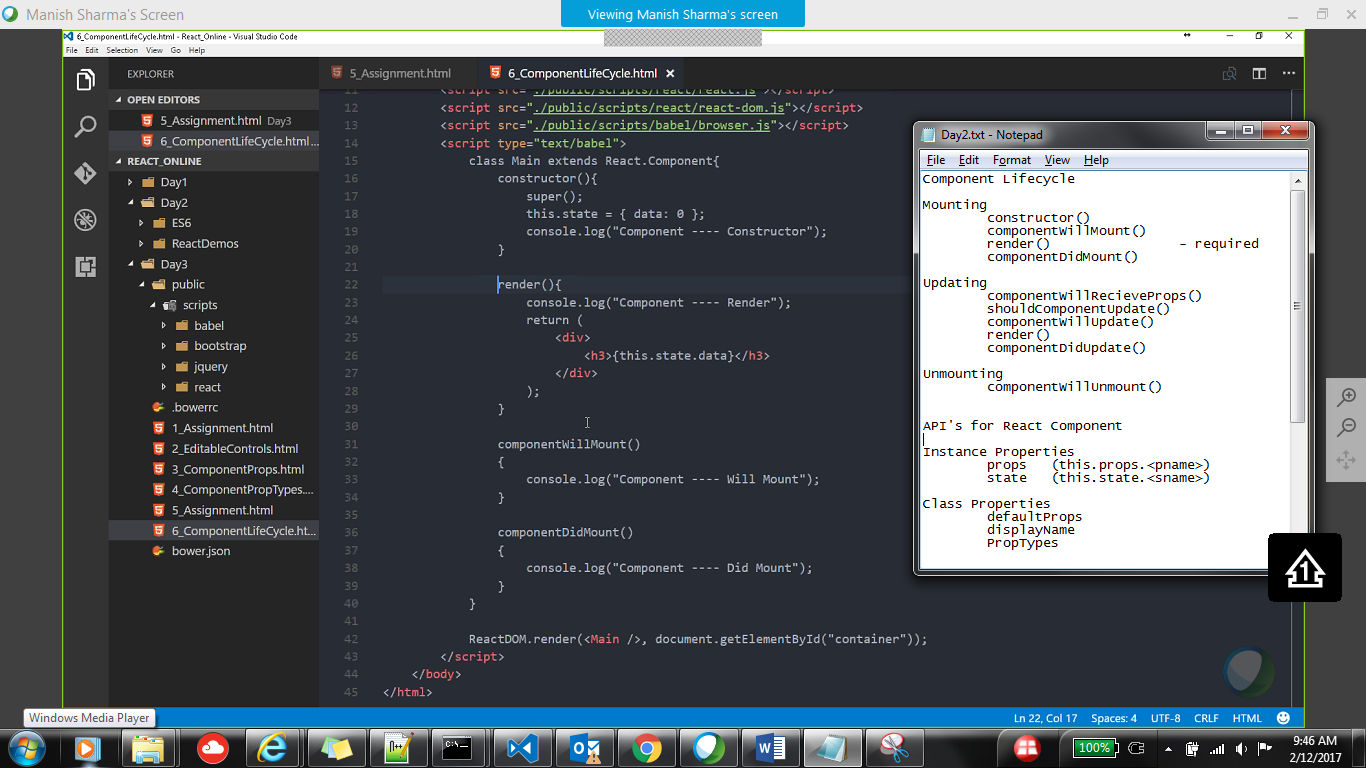 Manish Sharma's Screen
Viewing Manish Sharma's screen
6_ComponentLifeCycle.html - React_Online - Visual Studio Code
File Edit Selection View Go Help
EXPLORER
OPEN EDITORS
5_Assignment.html Day3
6_ComponentLifeCycle.html...
REACT_ONLINE
Day1
Day2
ES6
ReactDemos
Day3
public
scripts
babel
bootstrap
jquery
react
.bowerrc
1_Assignment.html
2_EditableControls.html
3_ComponentProps.html
4_ComponentPropTypes....
5_Assignment.html
6_ComponentLifeCycle.ht...
bower.json
5_Assignment.html
6_ComponentLifeCycle.html
11 <script src="./public/scripts/react/react.js"></script>
12 <script src="./public/scripts/react/react-dom.js"></script>
13 <script src="./public/scripts/babel/browser.js"></script>
14 <script type="text/babel">
15 class Main extends React.Component{
16 constructor(){
17 super();
18 this.state = { data: 0 };
19 console.log("Component ---- Constructor");
20 }
21
22 render(){
23 console.log("Component ---- Render");
24 return (
25 <div>
26 <h3>{this.state.data}</h3>
27 </div>
28 );
29 }
30
31 componentWillMount()
32 {
33 console.log("Component ---- Will Mount");
34 }
35
36 componentDidMount()
37 {
38 console.log("Component ---- Did Mount");
39 }
40 }
41
42 ReactDOM.render(<Main />, document.getElementById("container"));
43 </script>
44 </body>
45 </html>
Day2.txt - Notepad
File Edit Format View Help
Component Lifecycle
Mounting
constructor()
componentWillMount()
render() - required
componentDidMount()
Updating
componentWillRecieveProps()
shouldComponentUpdate()
componentWillUpdate()
render()
componentDidUpdate()
Unmounting
componentWillUnmount()
API's for React Component
Instance Properties
props (this.props.<pname>)
state (this.state.<sname>)
Class Properties
defaultProps
displayName
PropTypes
1
Ln 22, Col 17 Spaces: 4 UTF-8 CRLF HTML
Windows Media Player
100%
9:46 AM
2/12/2017